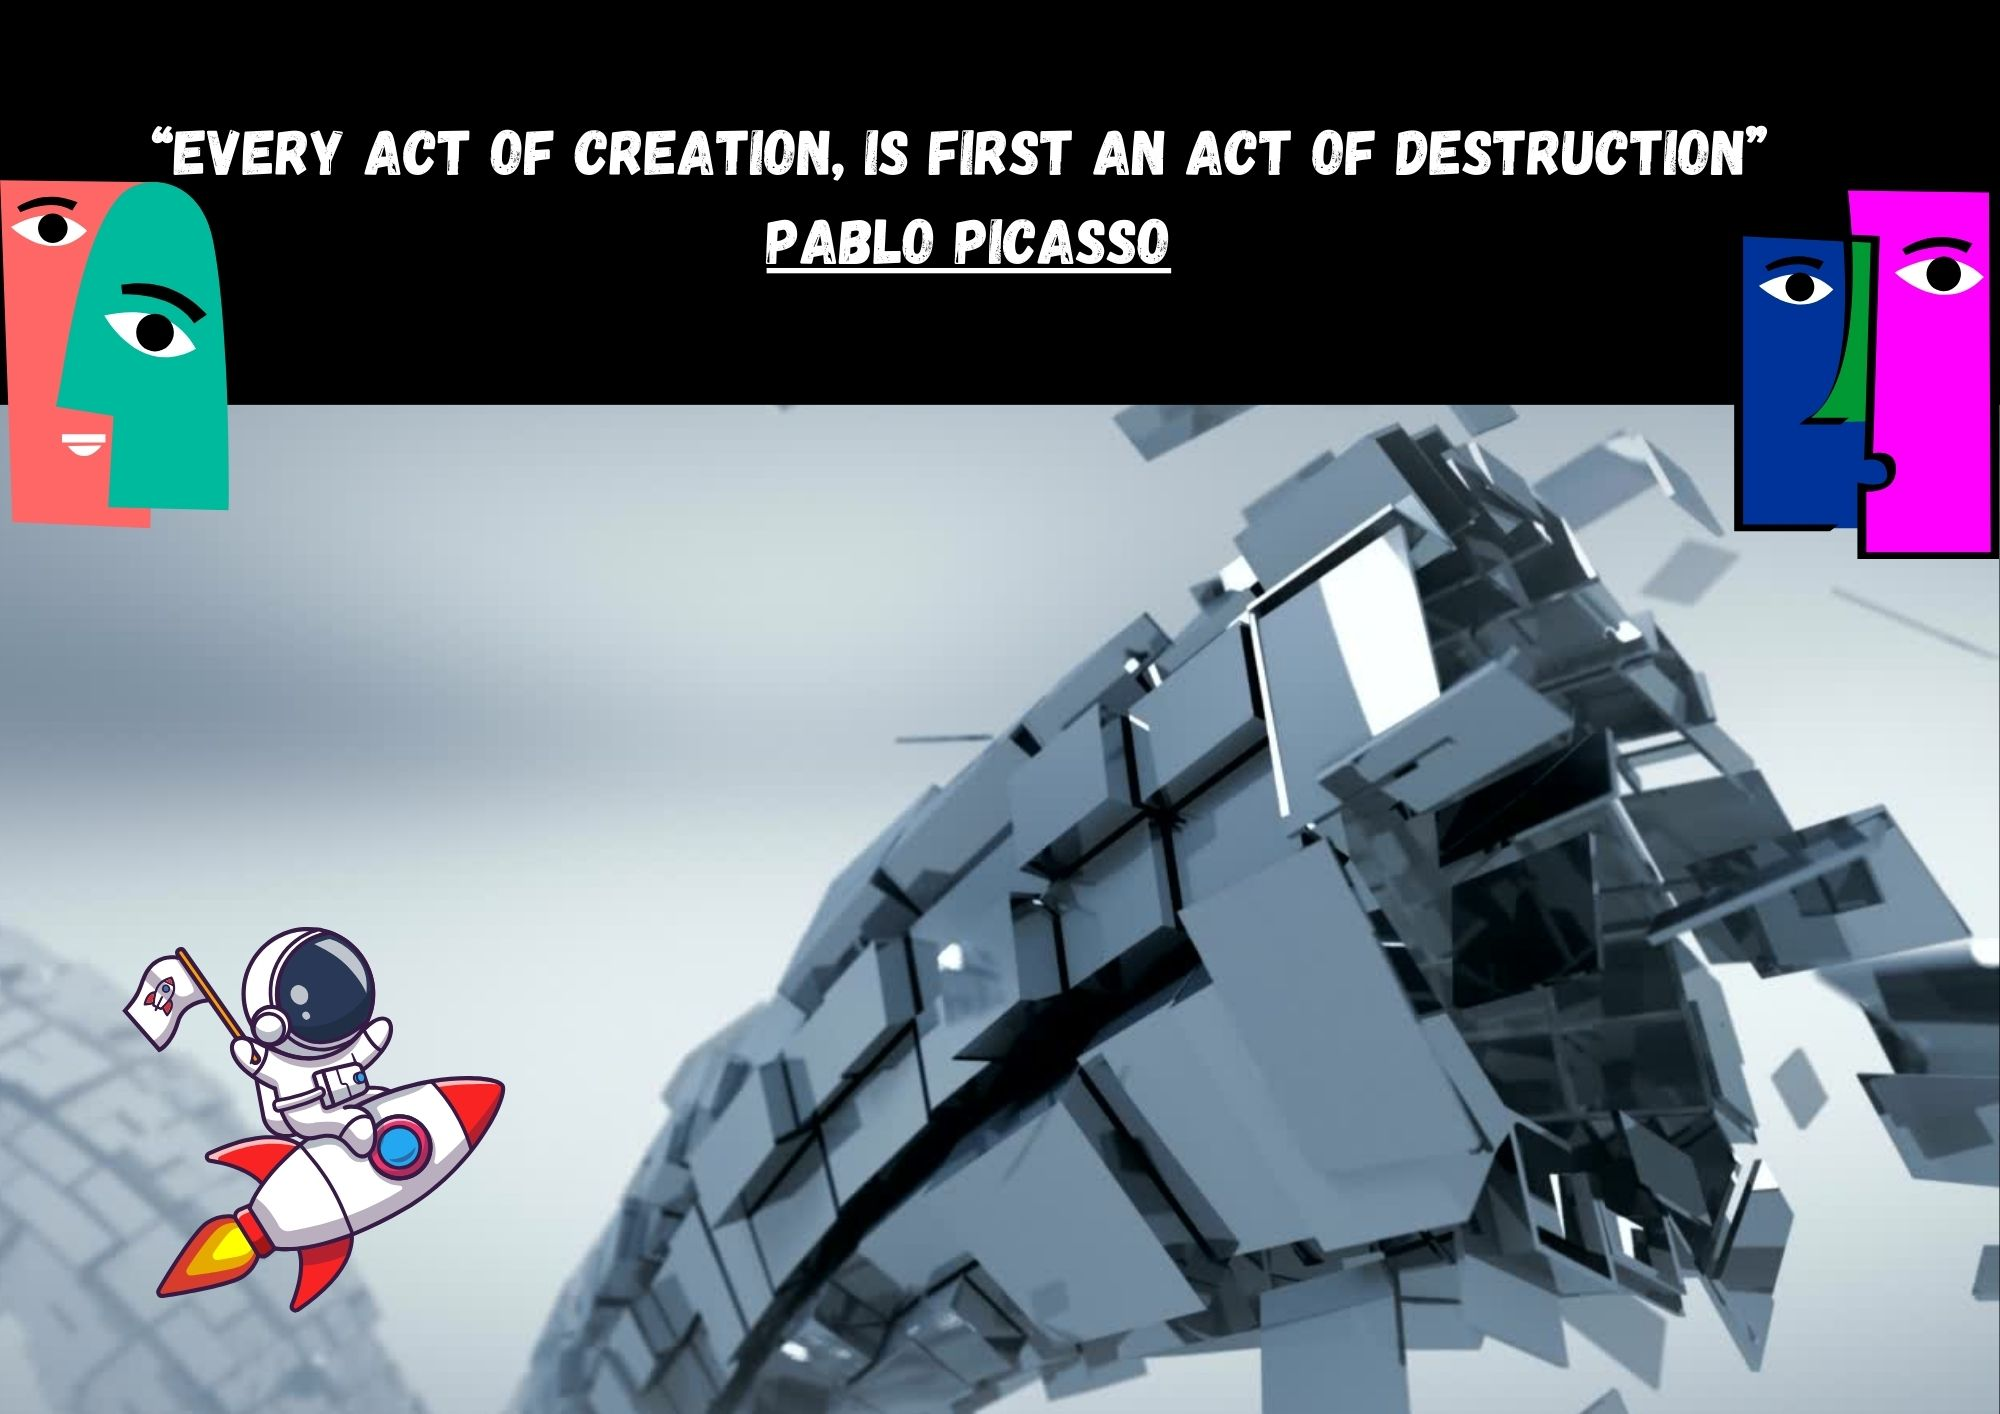 “EVERY ACT OF CREATION, IS FIRST AN ACT OF DESTRUCTION”
PABLO PICASSO